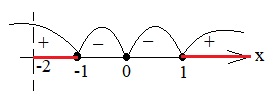 + − − +
-2 -1 0 1 x